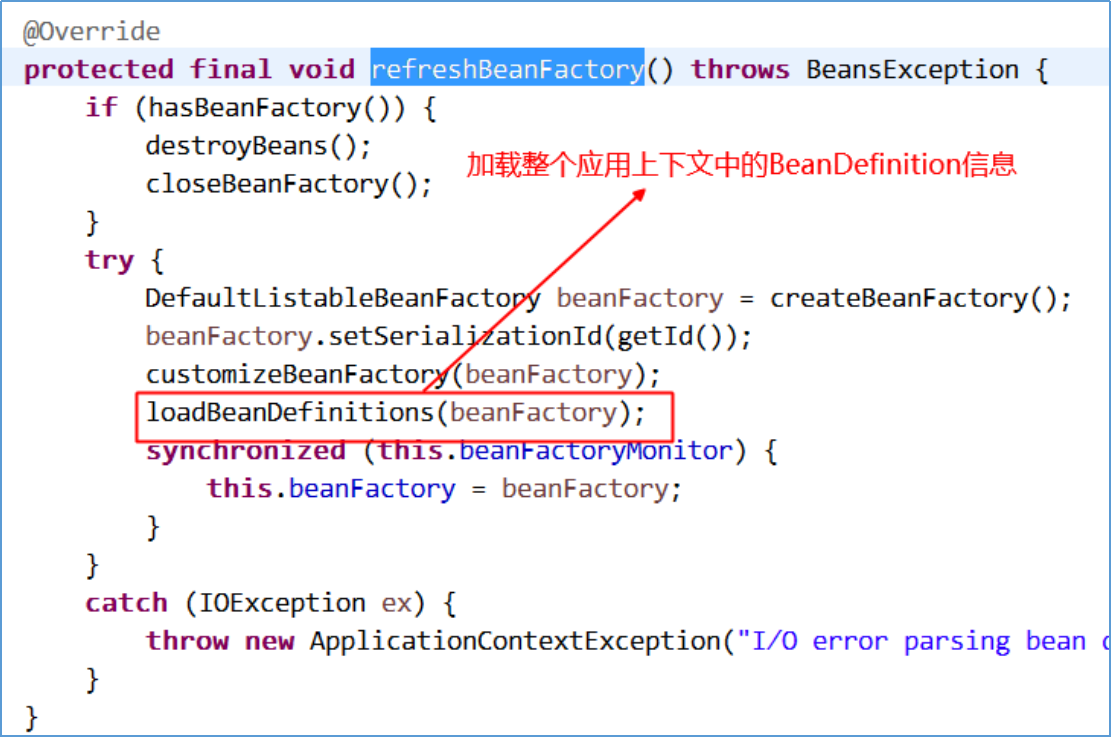 @Override
protected final void refreshBeanFactory() throws BeansException {
    if (hasBeanFactory()) {
        destroyBeans();
        closeBeanFactory();
加载整个应用上下文中的BeanDefinition信息
    }
    try {
        DefaultListableBeanFactory beanFactory = createBeanFactory();
        beanFactory.setSerializationId(getId());
        customizeBeanFactory(beanFactory);
        loadBeanDefinitions(beanFactory);
        synchronized (this.beanFactoryMonitor) {
            this.beanFactory = beanFactory;
        }
    }
    catch (IOException ex) {
        throw new ApplicationContextException("I/O error parsing bean
    }
}